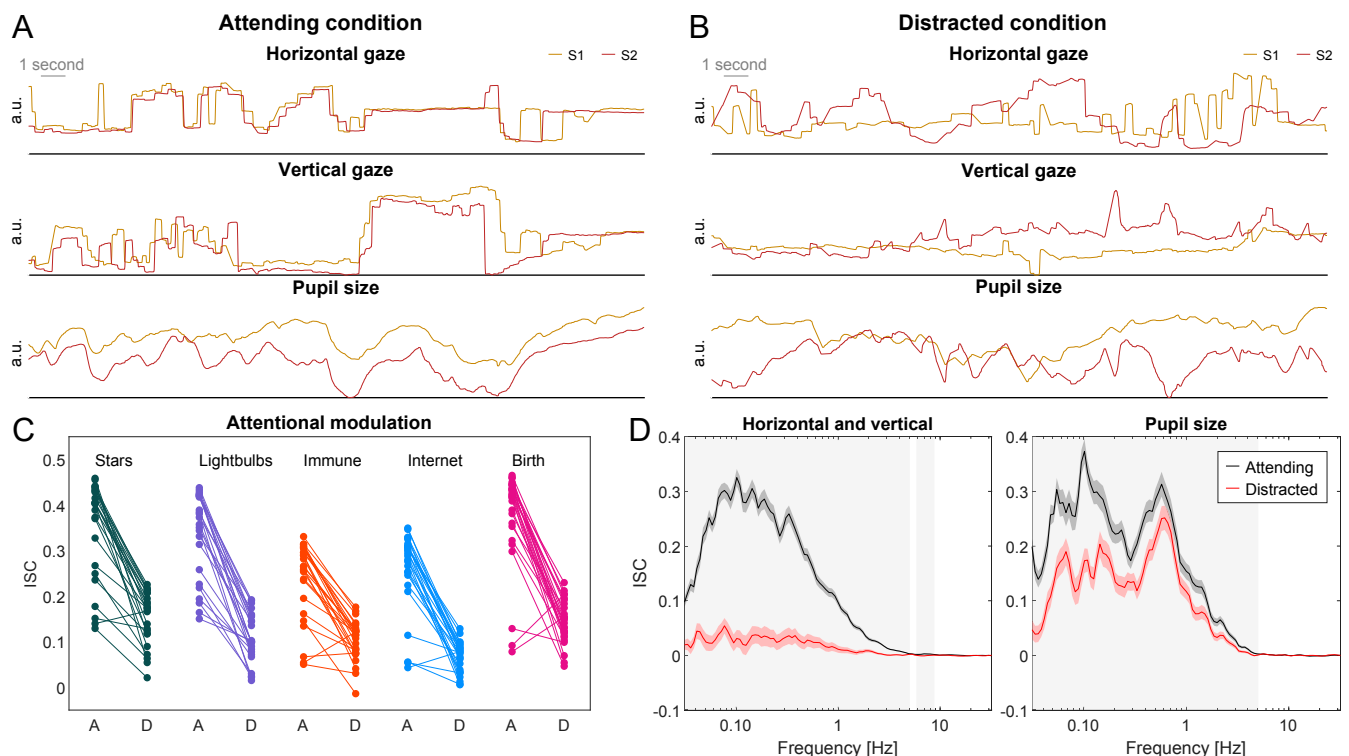 A
Attending condition
Horizontal gaze
S1
S2
1 second
a.u.
Vertical gaze
a.u.
Pupil size
a.u.
B
Distracted condition
Horizontal gaze
S1
S2
1 second
a.u.
Vertical gaze
a.u.
Pupil size
a.u.
C
Attentional modulation
Stars
Lightbulbs
Immune
Internet
Birth
ISC
0.5
0.4
0.3
0.2
0.1
0
A D A D A D A D A D
D
Horizontal and vertical
ISC
0.4
0.3
0.2
0.1
0
-0.1
0.10 1 10
Frequency [Hz]
Pupil size
Attending
Distracted
0.4
0.3
0.2
0.1
0
-0.1
0.10 1 10
Frequency [Hz]